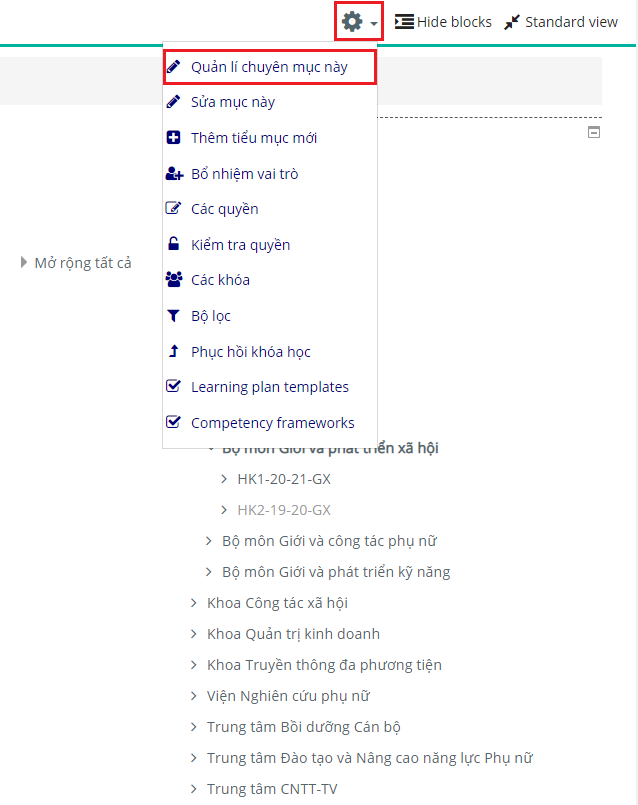 Hide blocks Standard view
Quản lí chuyên mục này
Sửa mục này
Thêm tiểu mục mới
Bổ nhiệm vai trò
Các quyền
Kiểm tra quyền
Mở rộng tất cả
Các khóa
Bộ lọc
Phục hồi khóa học
Learning plan templates
Competency frameworks
Bộ môn Giới và phát triển xã hội
HK1-20-21-GX
HK2-19-20-GX
Bộ môn Giới và công tác phụ nữ
Bộ môn Giới và phát triển kỹ năng
Khoa Công tác xã hội
Khoa Quản trị kinh doanh
Khoa Truyền thông đa phương tiện
Viện Nghiên cứu phụ nữ
Trung tâm Bồi dưỡng Cán bộ
Trung tâm Đào tạo và Nâng cao năng lực Phụ nữ
Trung tâm CNTT-TV